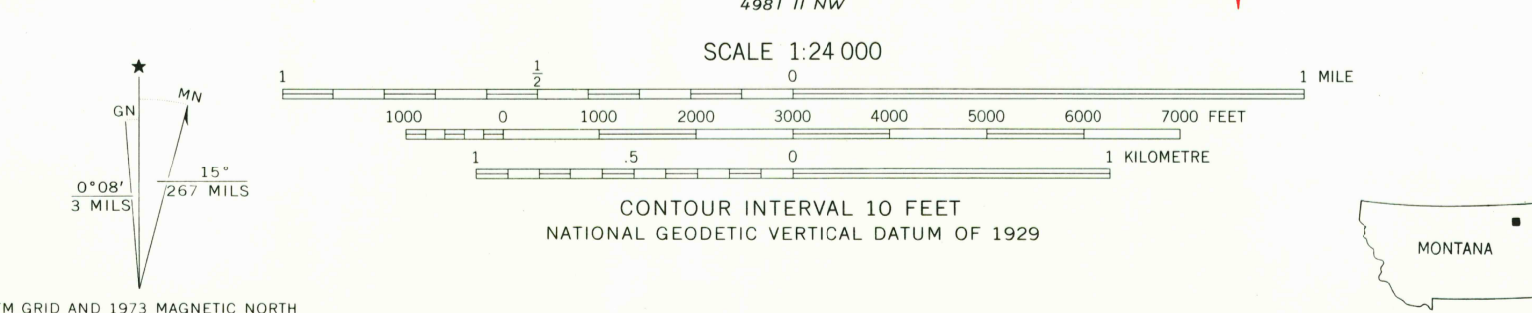 4981 II NW
SCALE 1:24 000
1 1/2 0 1 MILE
1000 0 1000 2000 3000 4000 5000 6000 7000 FEET
1 .5 0 1 KILOMETRE
CONTOUR INTERVAL 10 FEET
NATIONAL GEODETIC VERTICAL DATUM OF 1929
★
GN
MN
0°08'
3 MILS
15°
267 MILS
GRID AND 1973 MAGNETIC NORTH
MONTANA